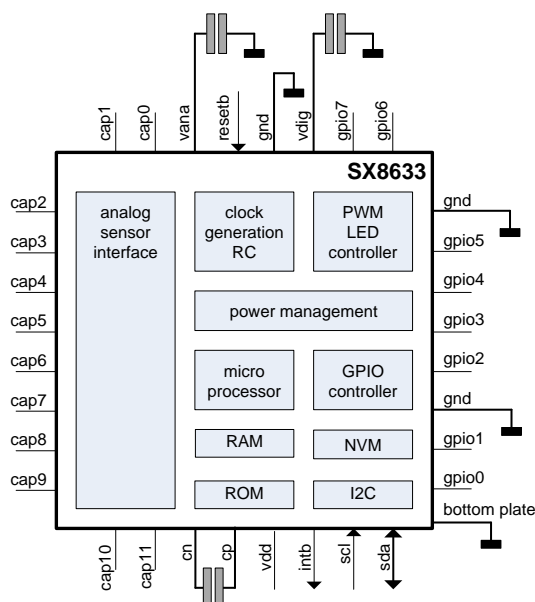 cap1
cap0
vana
resetb
gnd
vdig
gpio7
gpio6
SX8633
cap2
cap3
cap4
cap5
cap6
cap7
cap8
cap9
analog
sensor
interface
clock
generation
RC
PWM
LED
controller
power management
micro
processor
GPIO
controller
RAM
NVM
ROM
I2C
gnd
gpio5
gpio4
gpio3
gpio2
gnd
gpio1
gpio0
bottom plate
cap10
cap11
cn
cp
vdd
intb
scl
sda